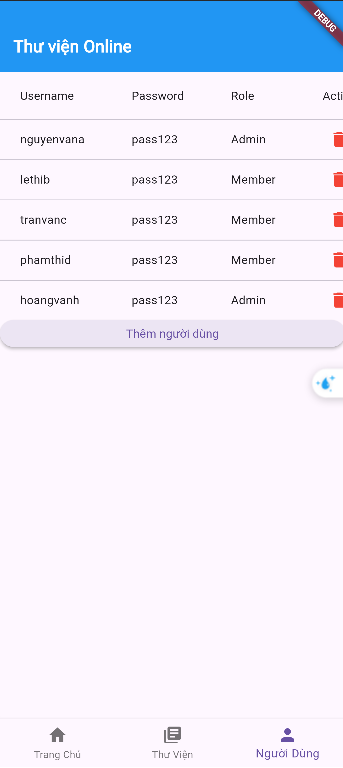 DEBUG
Thư viện Online
Username Password Role Acti
nguyenvana pass123 Admin
lethib pass123 Member
tranvanc pass123 Member
phamthid pass123 Member
hoangvanh pass123 Admin
Thêm người dùng
Trang Chủ Thư Viện Người Dùng